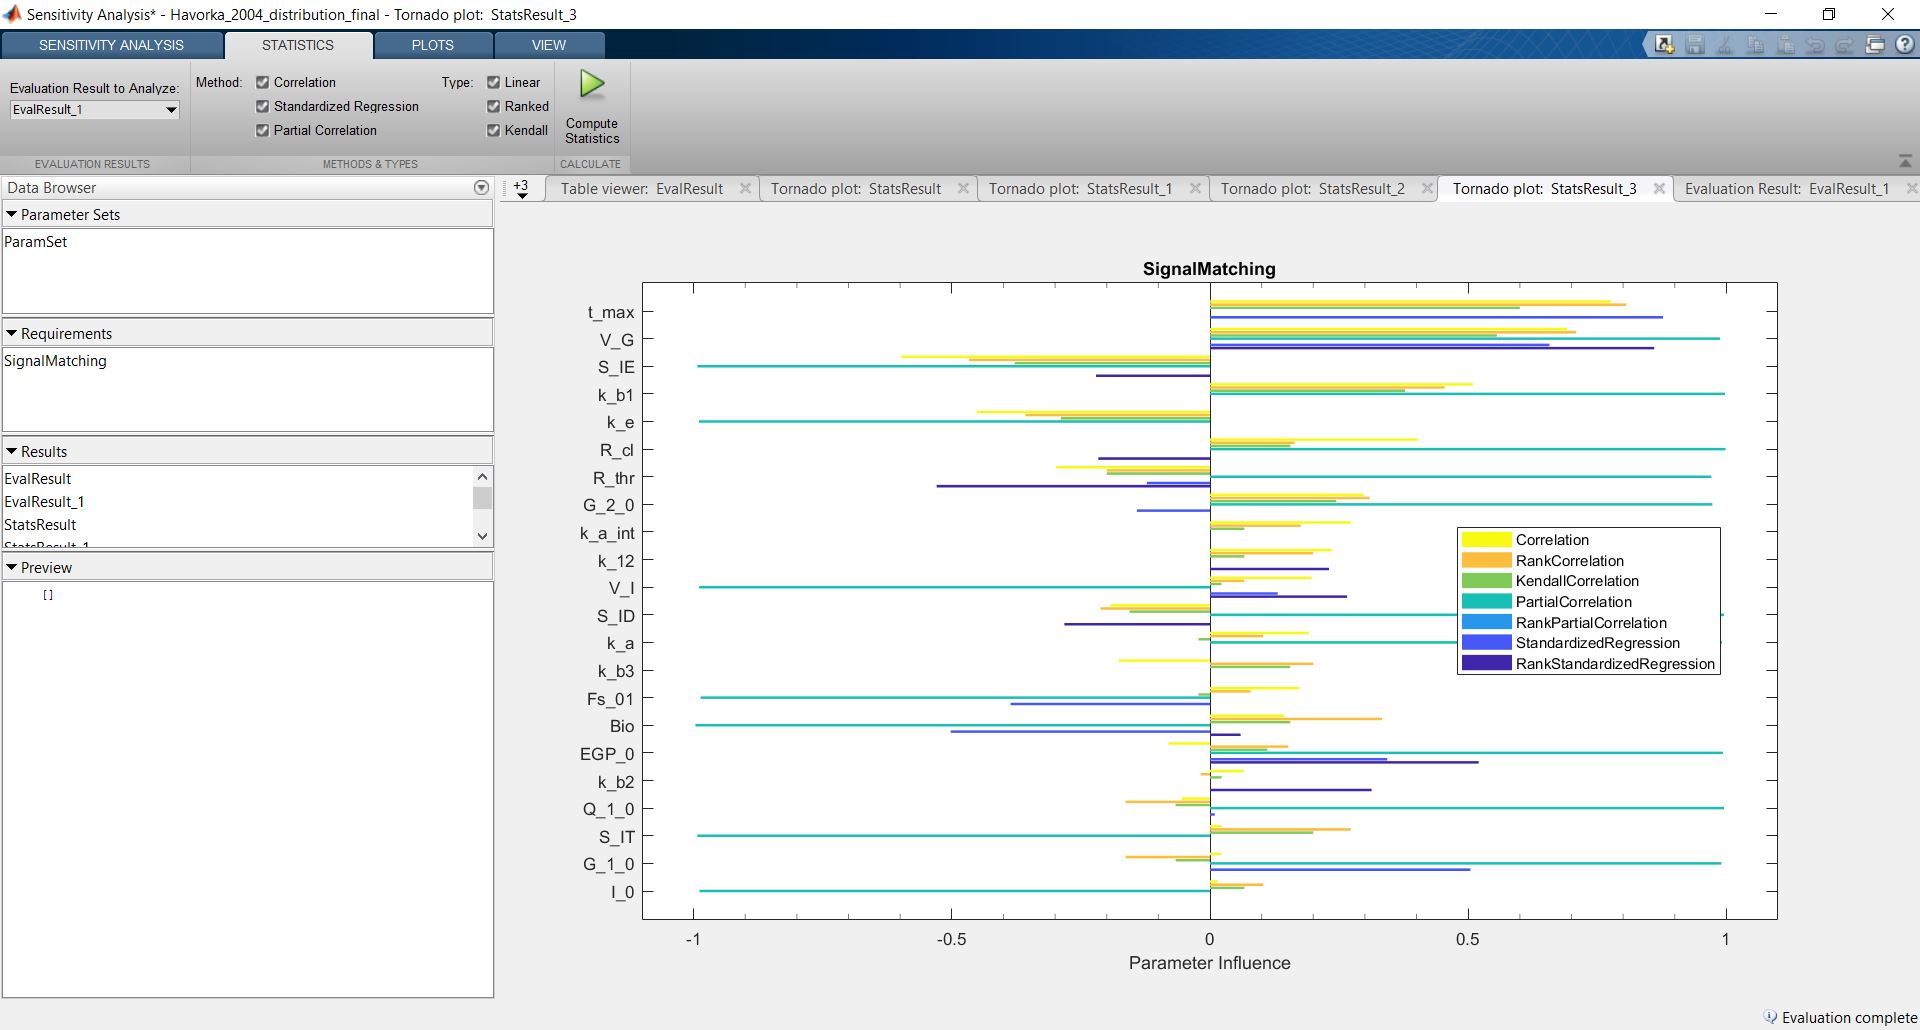 Sensitivity Analysis* - Havorka_2004_distribution_final - Tornado plot: StatsResult_3
SENSITIVITY ANALYSIS STATISTICS PLOTS VIEW
Evaluation Result to Analyze:
EvalResult_1
Method: Correlation
Standardized Regression
Partial Correlation
Type: Linear
Ranked
Kendall
Compute
Statistics
EVALUATION RESULTS METHODS & TYPES CALCULATE
Data Browser
Parameter Sets
ParamSet
Requirements
SignalMatching
Results
EvalResult
EvalResult_1
StatsResult
StatsResult_1
Preview
[]
+3 Table viewer: EvalResult Tornado plot: StatsResult Tornado plot: StatsResult_1 Tornado plot: StatsResult_2 Tornado plot: StatsResult_3 Evaluation Result: EvalResult_1
SignalMatching
t_max
V_G
S_IE
k_b1
k_e
R_cl
R_thr
G_2_0
k_a_int
k_12
V_I
S_ID
k_a
k_b3
Fs_01
Bio
EGP_0
k_b2
Q_1_0
S_IT
G_1_0
I_0
Correlation
RankCorrelation
KendallCorrelation
PartialCorrelation
RankPartialCorrelation
StandardizedRegression
RankStandardizedRegression
-1 -0.5 0 0.5 1
Parameter Influence
Evaluation complete